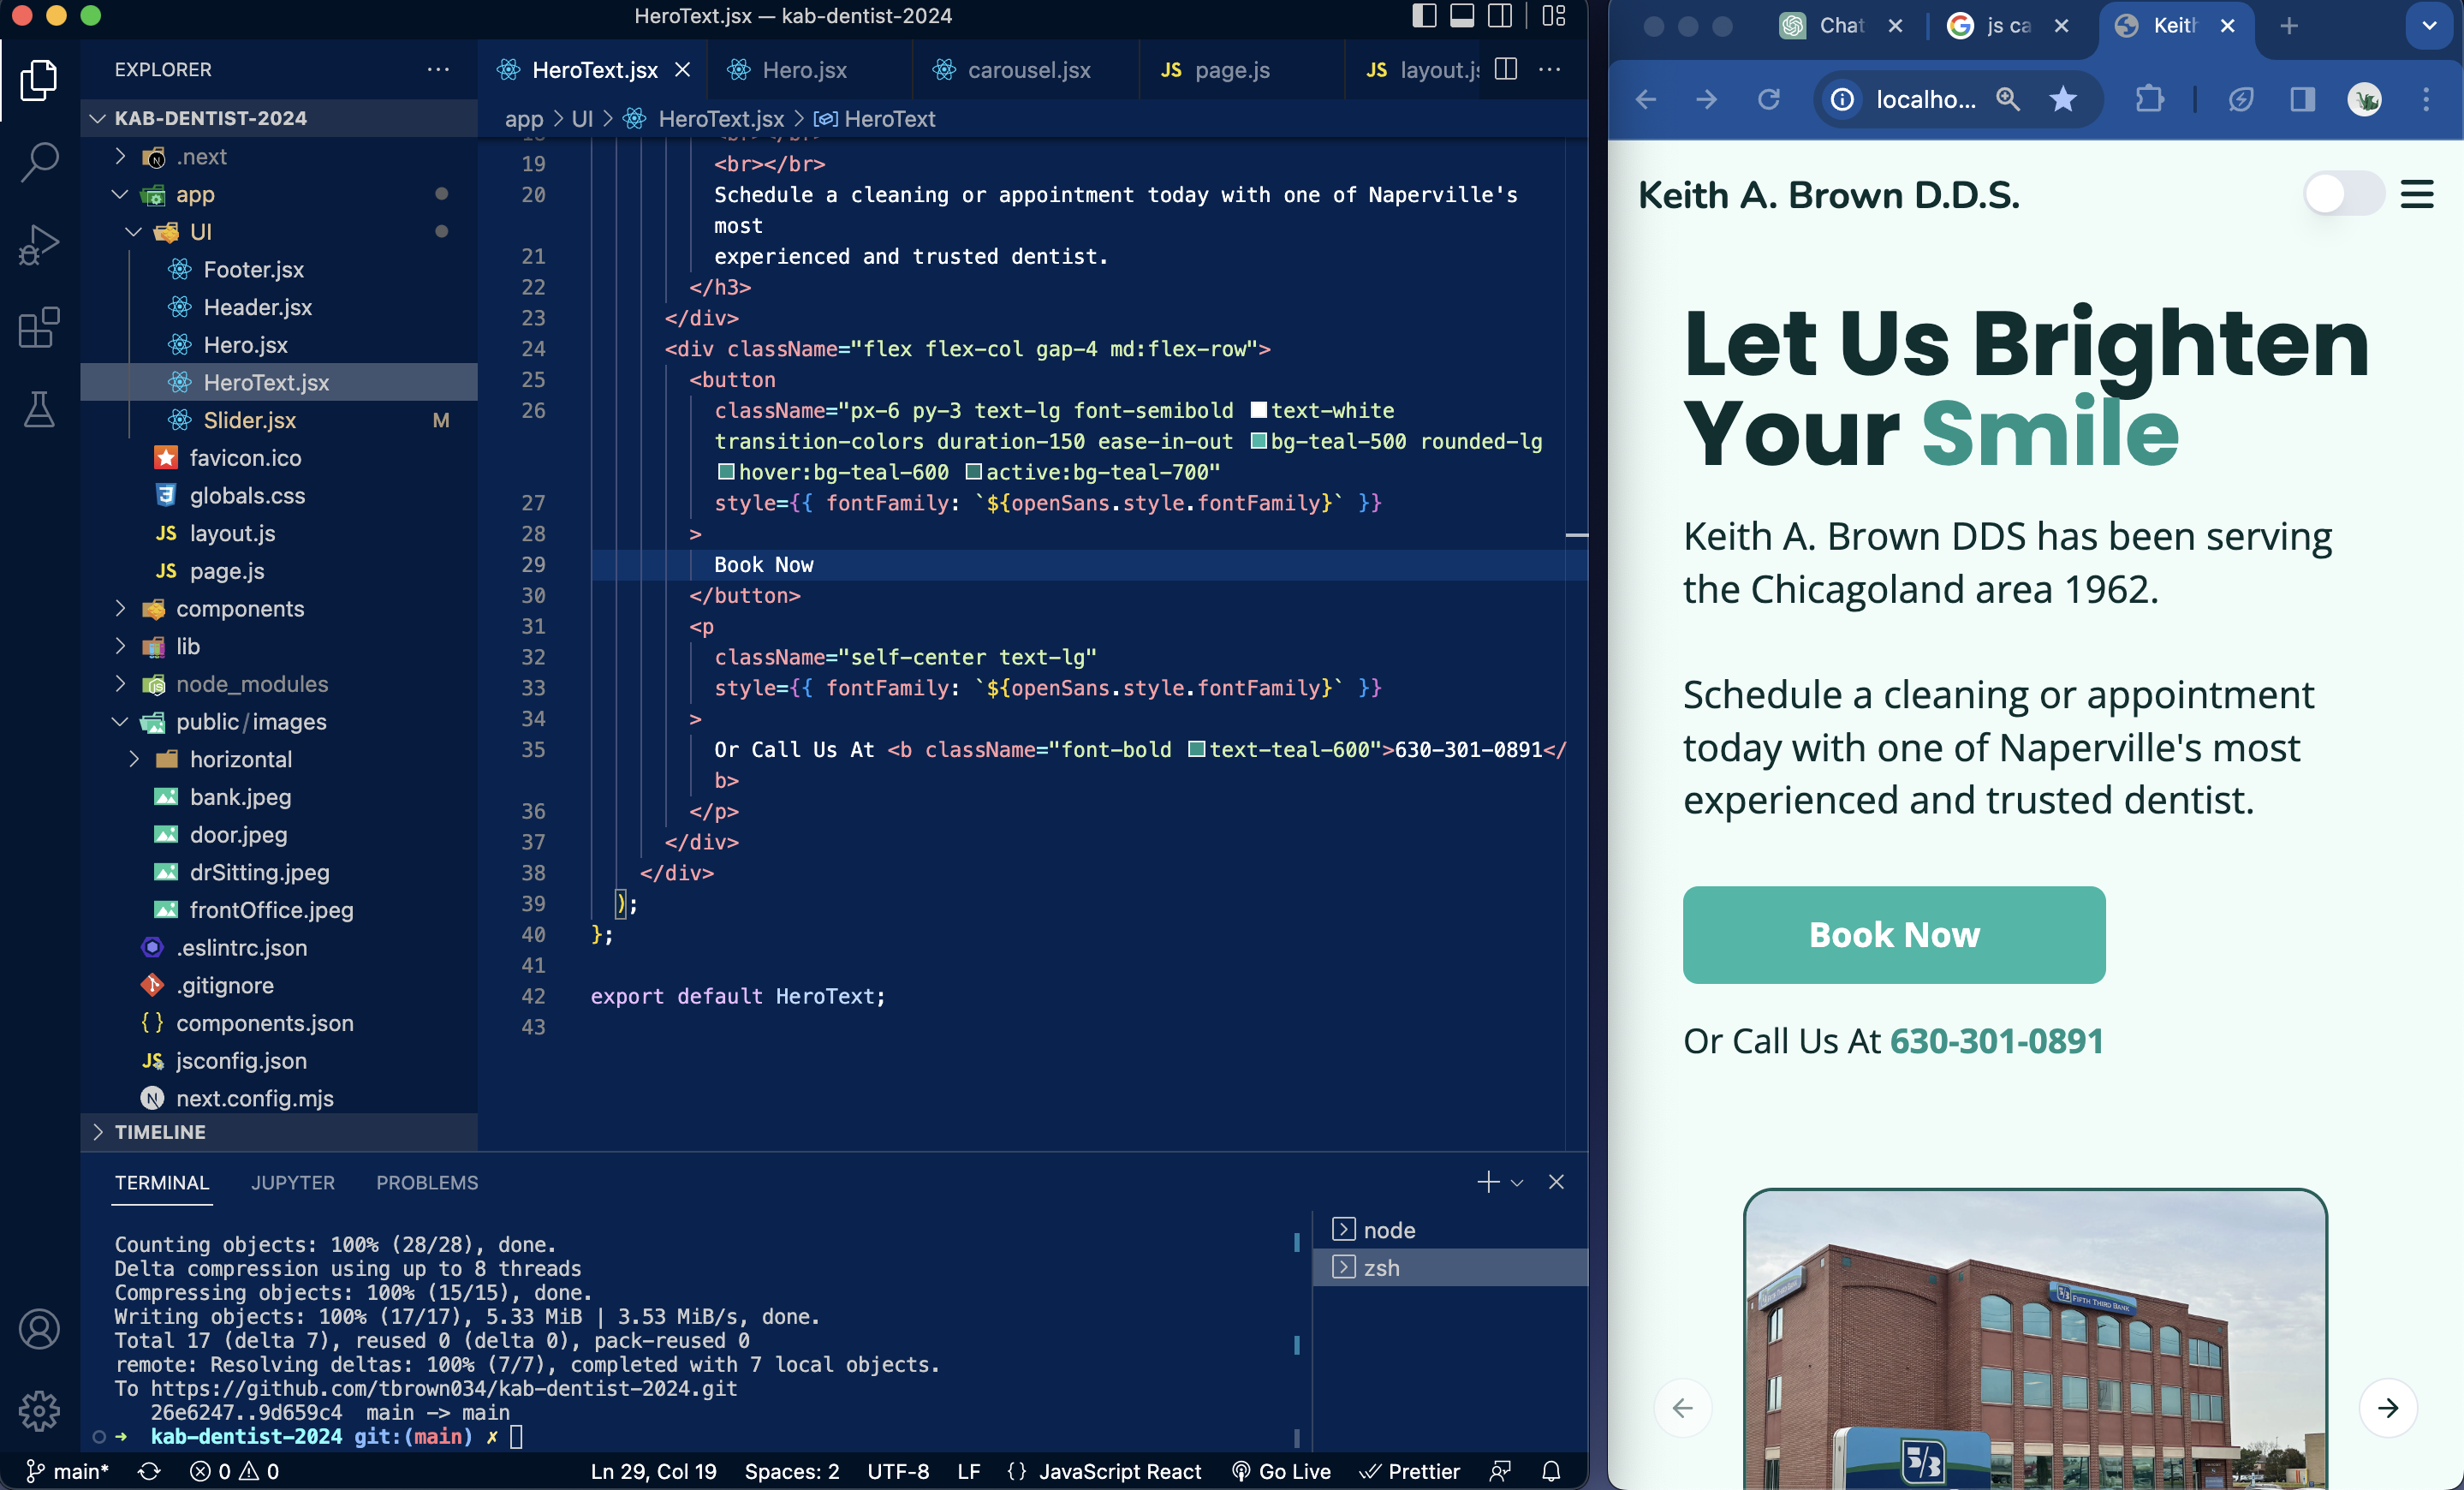 HeroText.jsx — kab-dentist-2024
EXPLORER
KAB-DENTIST-2024
.next
app
UI
Footer.jsx
Header.jsx
Hero.jsx
HeroText.jsx
Slider.jsx M
favicon.ico
globals.css
JS layout.js
JS page.js
components
lib
node_modules
public/images
horizontal
bank.jpeg
door.jpeg
drSitting.jpeg
frontOffice.jpeg
.eslintrc.json
.gitignore
{ } components.json
JS jsconfig.json
N next.config.mjs
TIMELINE
HeroText.jsx
Hero.jsx
carousel.jsx
JS page.js
JS layout.js
app > UI > HeroText.jsx > HeroText
18 <br></br>
19 <br></br>
20 Schedule a cleaning or appointment today with one of Naperville's
most
21 experienced and trusted dentist.
22 </h3>
23 </div>
24 <div className="flex flex-col gap-4 md:flex-row">
25 <button
26 className="px-6 py-3 text-lg font-semibold text-white
transition-colors duration-150 ease-in-out bg-teal-500 rounded-lg
hover:bg-teal-600 active:bg-teal-700"
27 style={{ fontFamily: `${openSans.style.fontFamily}` }}
28 >
29 Book Now
30 </button>
31 <p
32 className="self-center text-lg"
33 style={{ fontFamily: `${openSans.style.fontFamily}` }}
34 >
35 Or Call Us At <b className="font-bold text-teal-600">630-301-0891</
b>
36 </p>
37 </div>
38 </div>
39 );
40 };
41
42 export default HeroText;
43
TERMINAL JUPYTER PROBLEMS
Counting objects: 100% (28/28), done.
Delta compression using up to 8 threads
Compressing objects: 100% (15/15), done.
Writing objects: 100% (17/17), 5.33 MiB | 3.53 MiB/s, done.
Total 17 (delta 7), reused 0 (delta 0), pack-reused 0
remote: Resolving deltas: 100% (7/7), completed with 7 local objects.
To https://github.com/tbrown034/kab-dentist-2024.git
26e6247..9d659c4 main -> main
➜ kab-dentist-2024 git:(main) ✗
node
zsh
main* 0 0 Ln 29, Col 19 Spaces: 2 UTF-8 LF {} JavaScript React Go Live Prettier
Chat
G js ca
Keith
localho...
Keith A. Brown D.D.S.
Let Us Brighten
Your Smile
Keith A. Brown DDS has been serving
the Chicagoland area 1962.
Schedule a cleaning or appointment
today with one of Naperville's most
experienced and trusted dentist.
Book Now
Or Call Us At 630-301-0891
5/3 FIFTH THIRD BANK
5/3